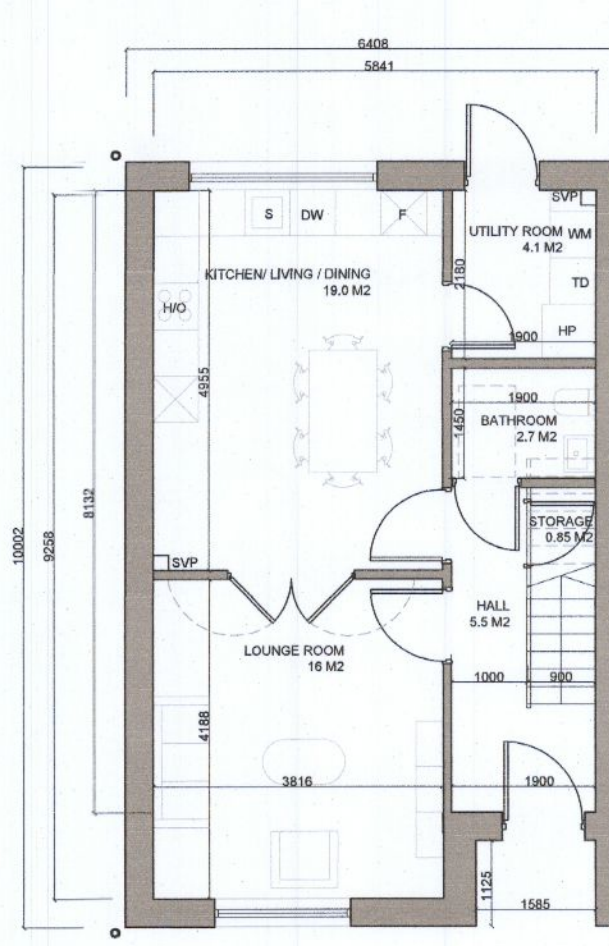 6408
5841
SVP
S
DW
F
UTILITY ROOM
WM
4.1 M2
KITCHEN/ LIVING / DINING
19.0 M2
2180
TD
H/O
HP
1900
4955
1900
1450
BATHROOM
2.7 M2
8132
10002
9258
STORAGE
0.85 M2
SVP
HALL
5.5 M2
LOUNGE ROOM
16 M2
1000
900
4188
3816
1900
1125
1585